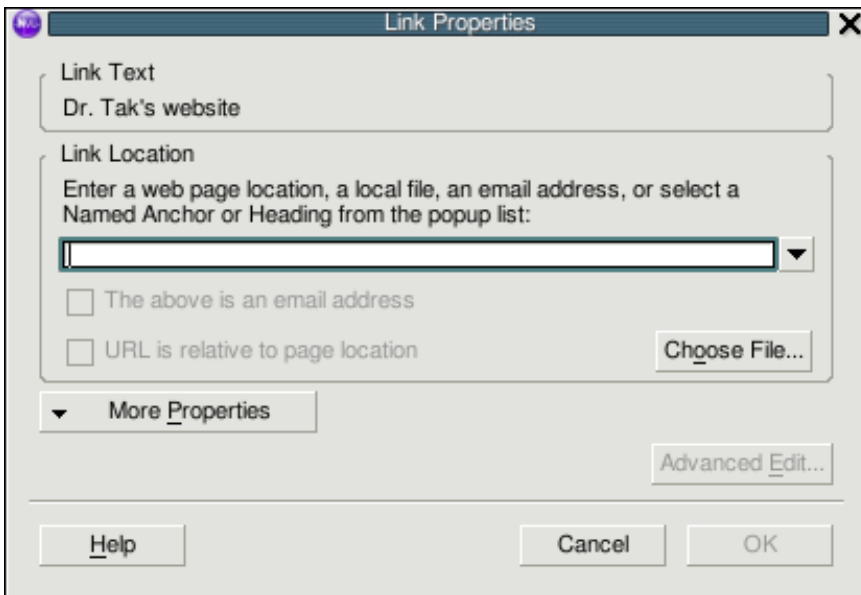 Link Properties
Link Text
Dr. Tak's website
Link Location
Enter a web page location, a local file, an email address, or select a
Named Anchor or Heading from the popup list:
The above is an email address
URL is relative to page location
Choose File...
More Properties
Advanced Edit...
Help
Cancel
OK